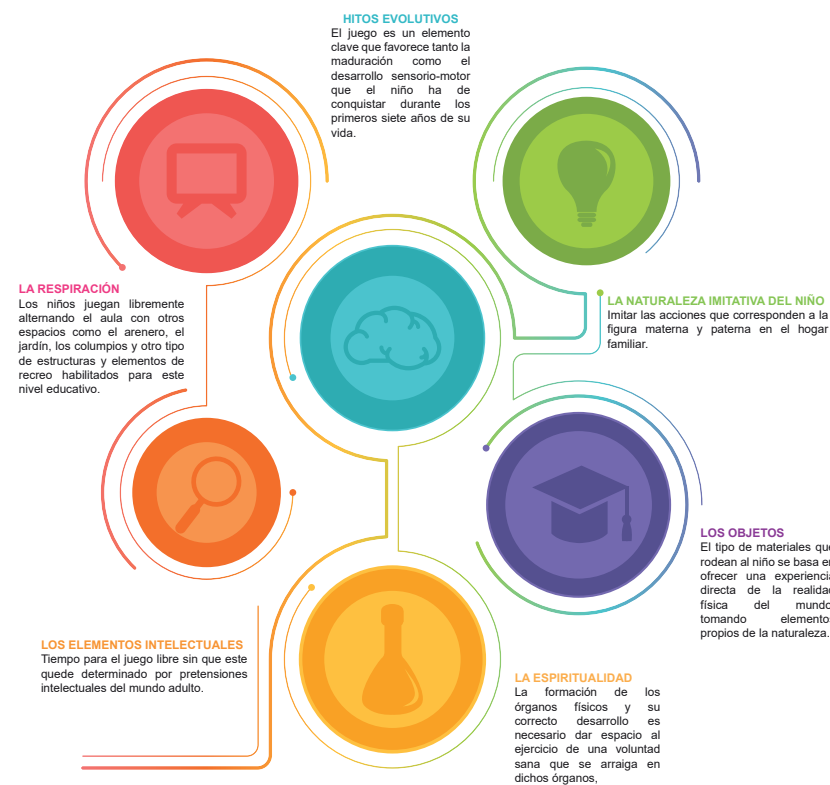 HITOS EVOLUTIVOS
El juego es un elemento
clave que favorece tanto la
maduración como el
desarrollo sensorio-motor
que el niño ha de
conquistar durante los
primeros siete años de su
vida.
LA RESPIRACIÓN
Los niños juegan libremente
alternando el aula con otros
espacios como el arenero, el
jardín, los columpios y otro tipo
de estructuras y elementos de
recreo habilitados para este
nivel educativo.
LA NATURALEZA IMITATIVA DEL NIÑO
Imitar las acciones que corresponden a la
figura materna y paterna en el hogar
familiar.
LOS OBJETOS
El tipo de materiales que
rodean al niño se basa en
ofrecer una experiencia
directa de la realidad
física del mundo
tomando elementos
propios de la naturaleza.
LOS ELEMENTOS INTELECTUALES
Tiempo para el juego libre sin que este
quede determinado por pretensiones
intelectuales del mundo adulto.
LA ESPIRITUALIDAD
La formación de los
órganos físicos y su
correcto desarrollo es
necesario dar espacio al
ejercicio de una voluntad
sana que se arraiga en
dichos órganos,